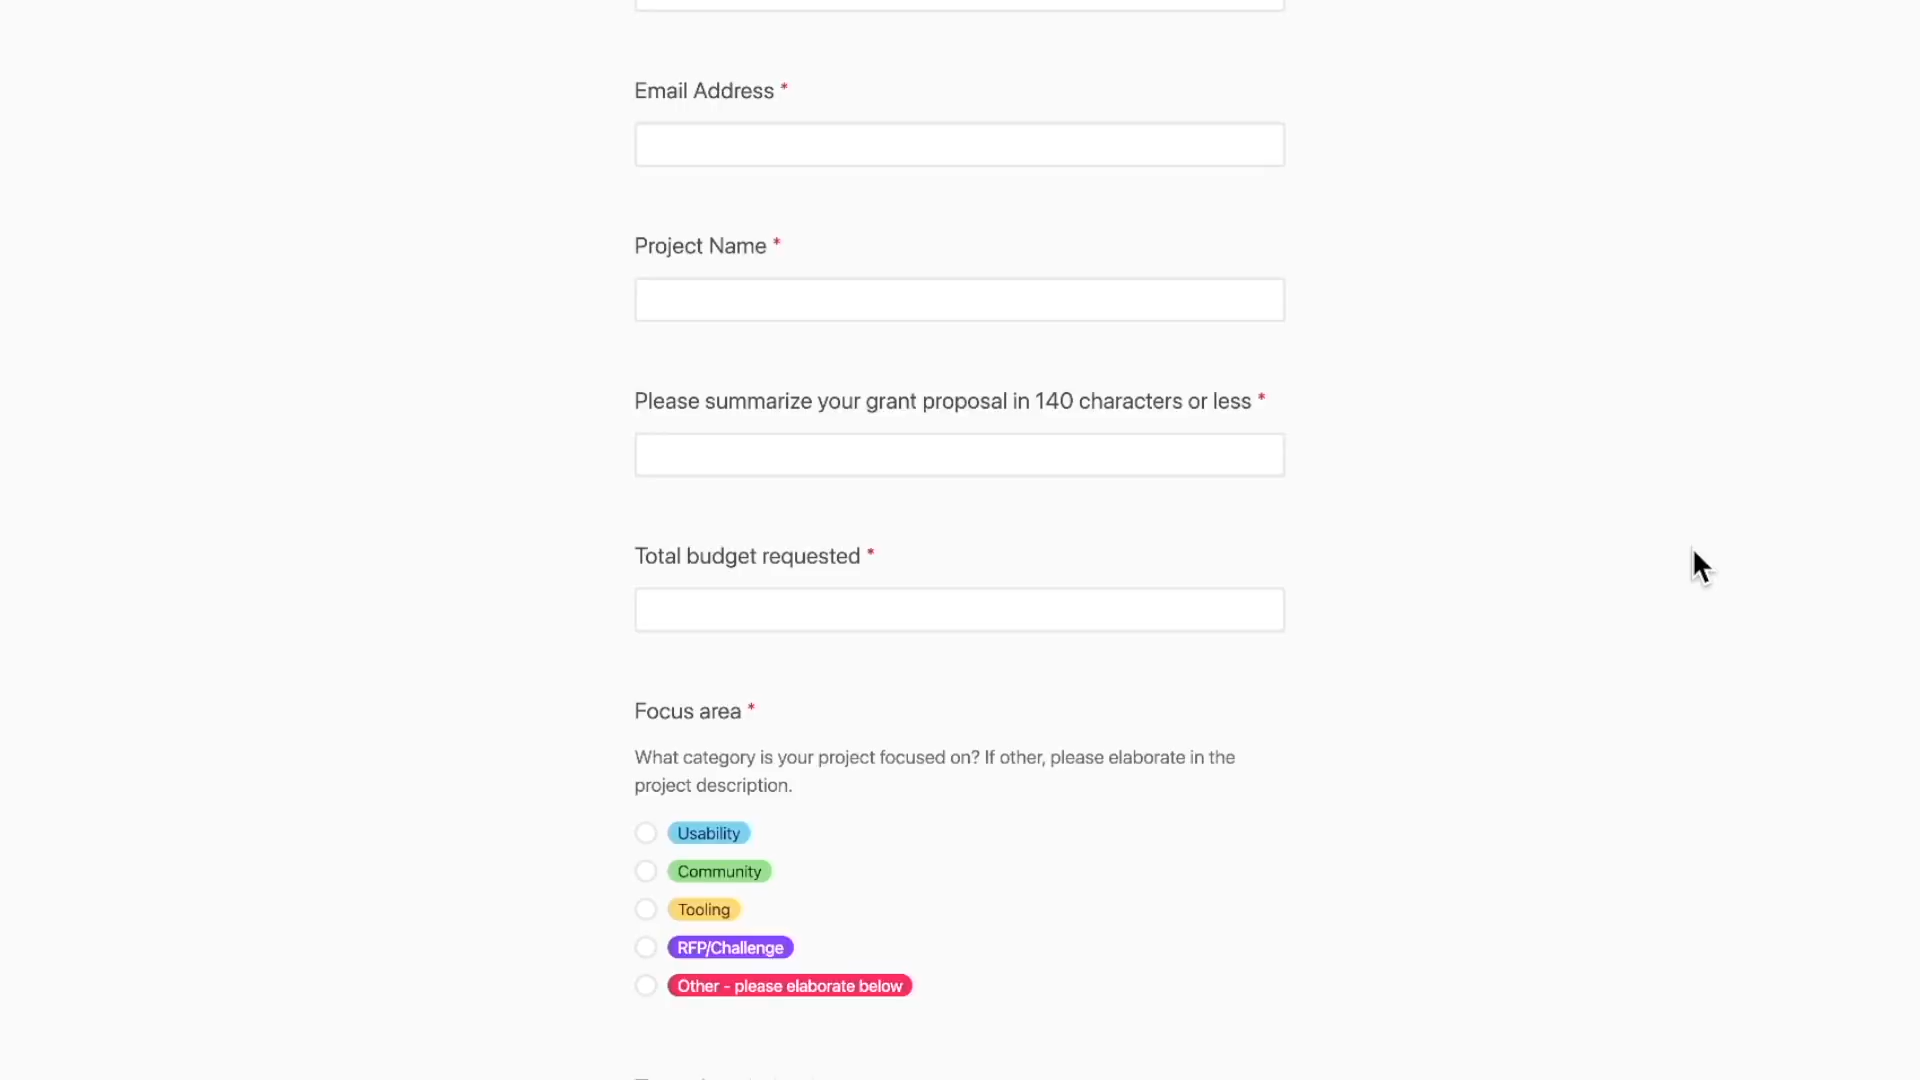 Email Address *
Project Name *
Please summarize your grant proposal in 140 characters or less *
Total budget requested *
Focus area *
What category is your project focused on? If other, please elaborate in the
project description.
Usability
Community
Tooling
RFP/Challenge
Other - please elaborate below